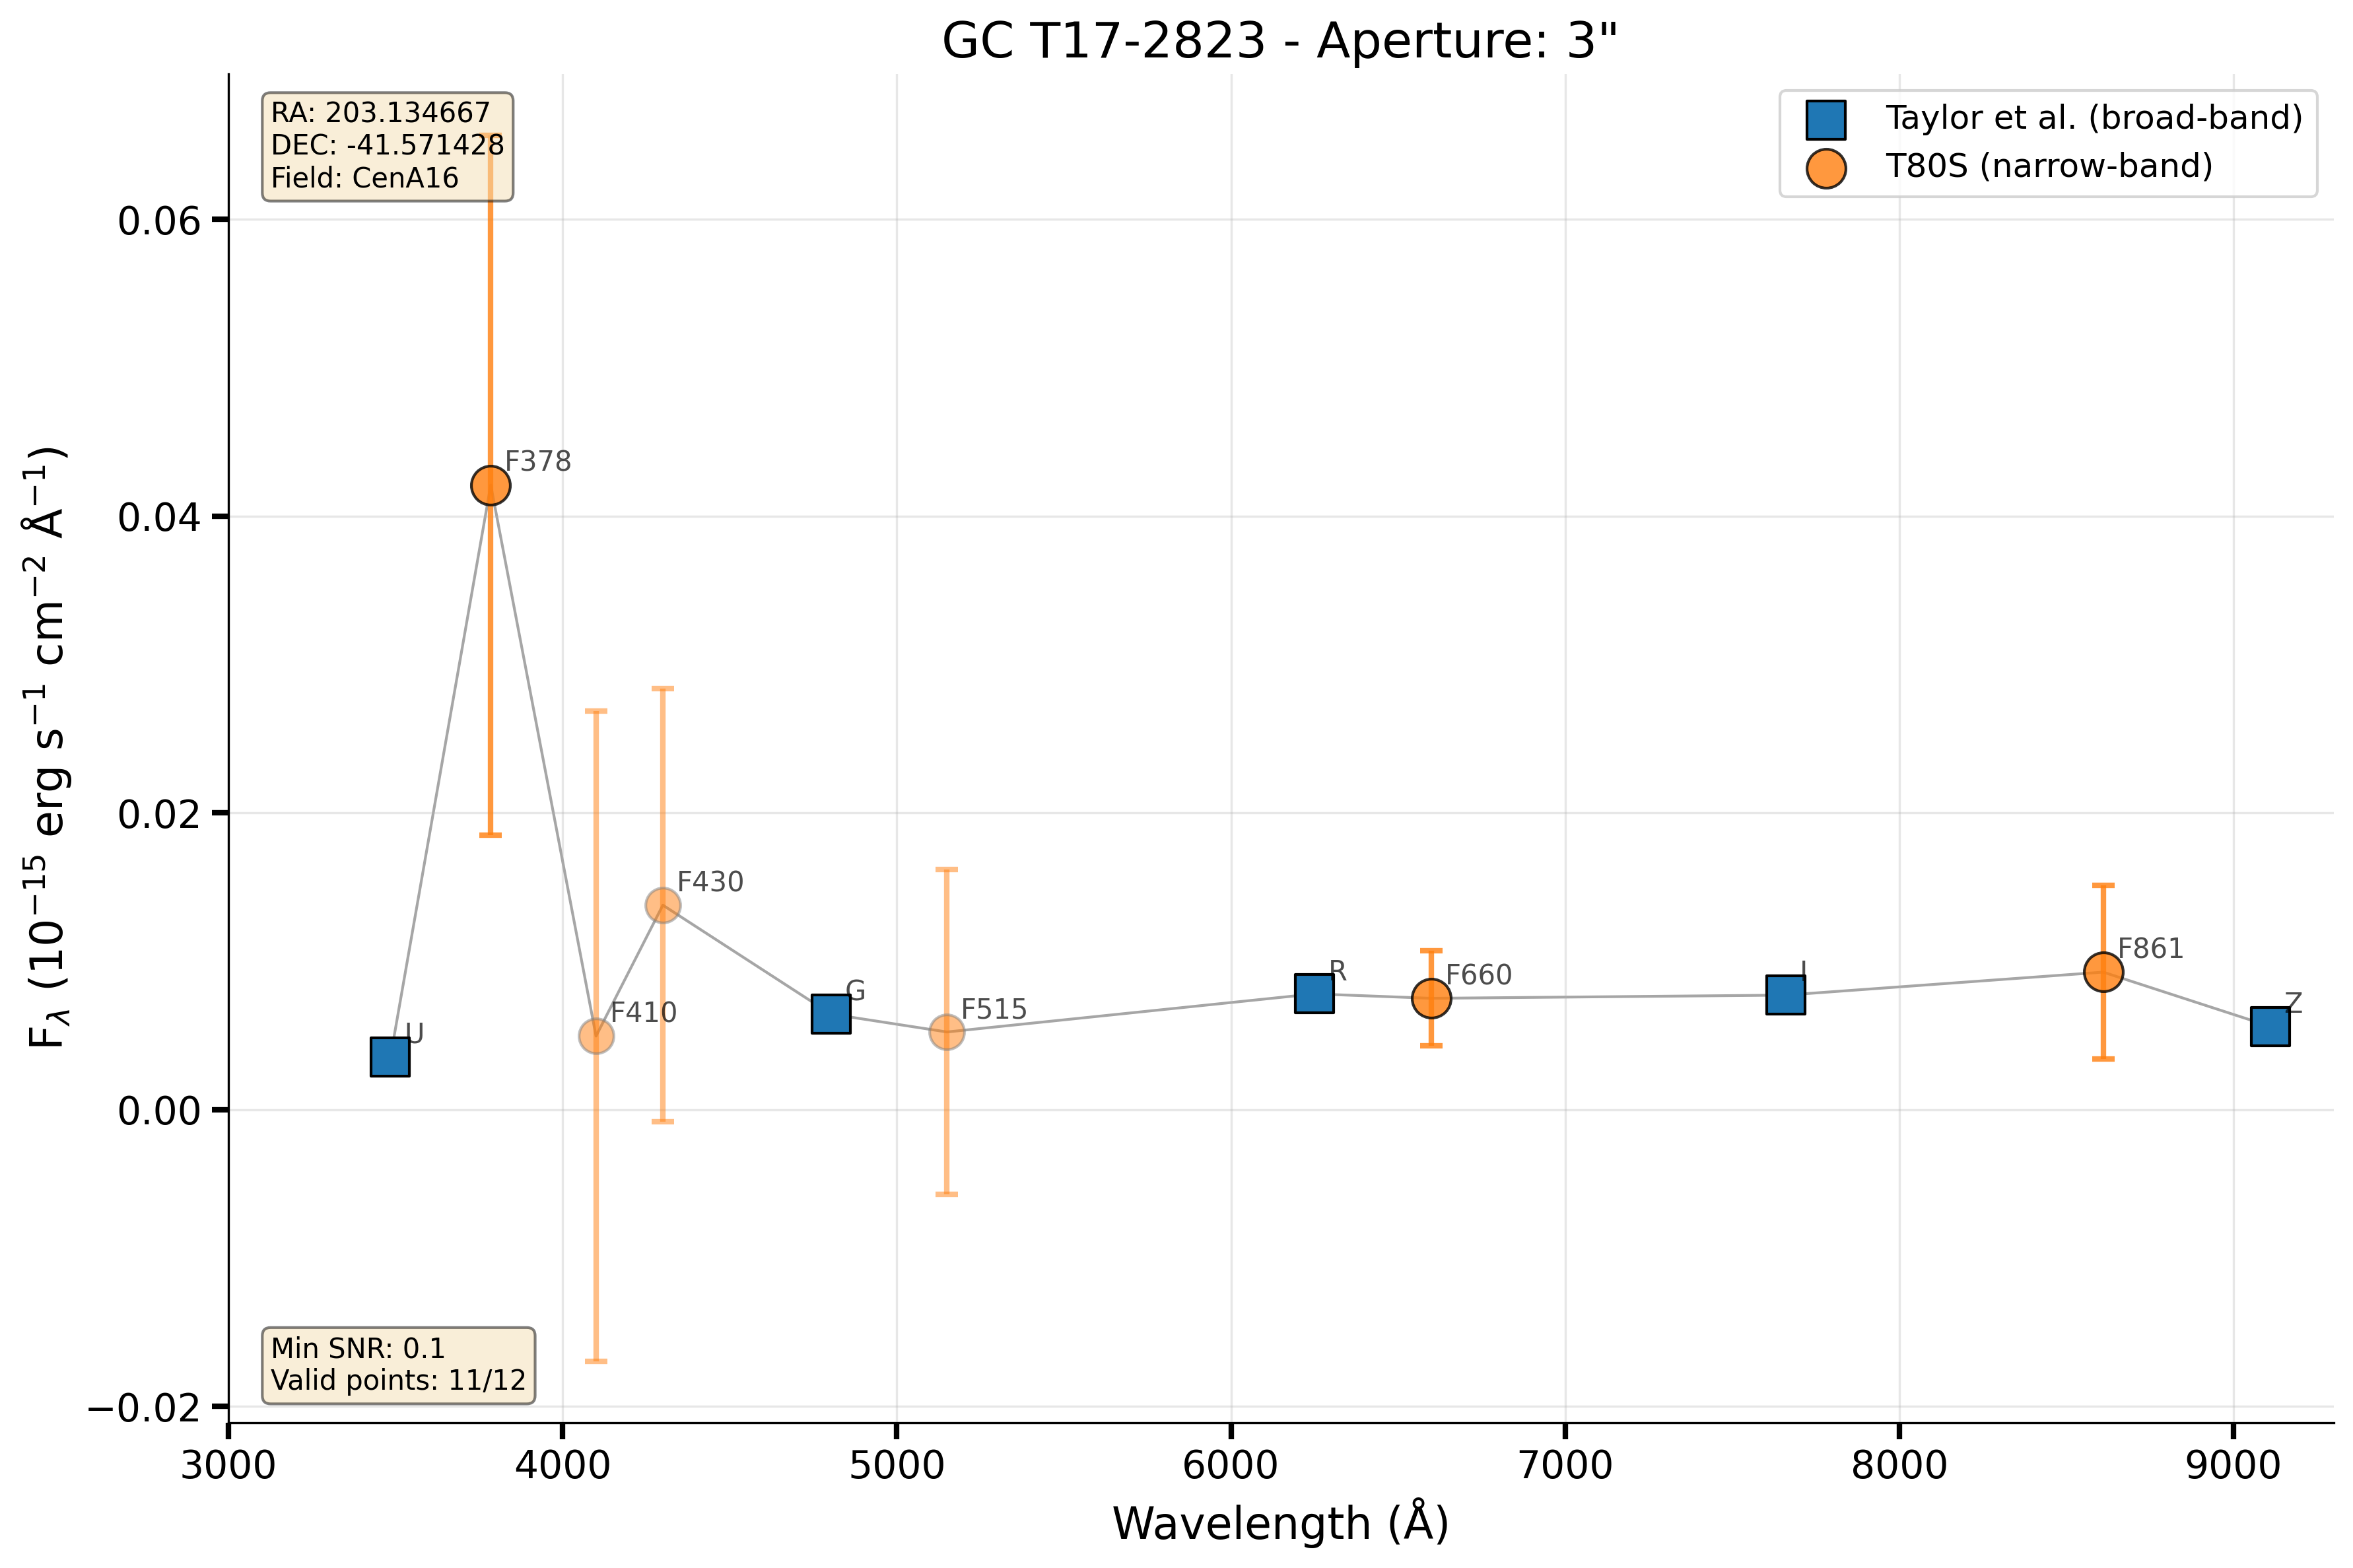 GC T17-2823 - Aperture: 3"
RA: 203.134667
DEC: -41.571428
Field: CenA16
Taylor et al. (broad-band)
T80S (narrow-band)
F$_{\lambda}$ (10$^{-15}$ erg s$^{-1}$ cm$^{-2}$ Å$^{-1}$)
0.06
0.04
0.02
0.00
−0.02
U
F378
F410
F430
G
F515
R
F660
I
F861
Z
Min SNR: 0.1
Valid points: 11/12
3000
4000
5000
6000
7000
8000
9000
Wavelength (Å)